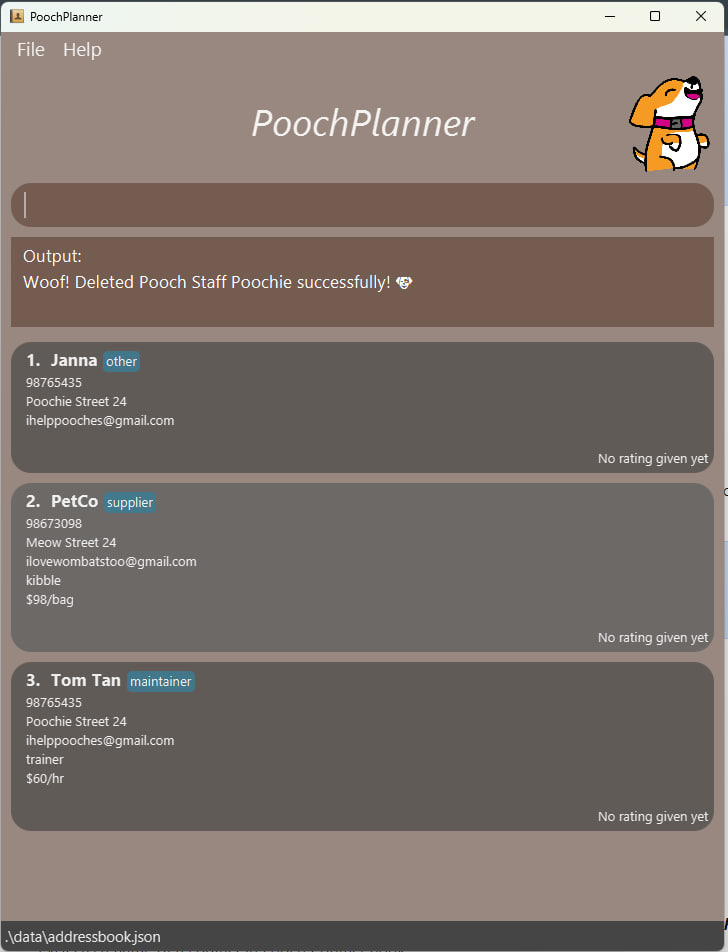 PoochPlanner
File Help
PoochPlanner
Output:
Woof! Deleted Pooch Staff Poochie successfully!
1. Janna other
98765435
Poochie Street 24
ihelppooches@gmail.com
No rating given yet
2. PetCo supplier
98673098
Meow Street 24
ilovewombatstoo@gmail.com
kibble
$98/bag
No rating given yet
3. Tom Tan maintainer
98765435
Poochie Street 24
ihelppooches@gmail.com
trainer
$60/hr
No rating given yet
.\data\addressbook.json